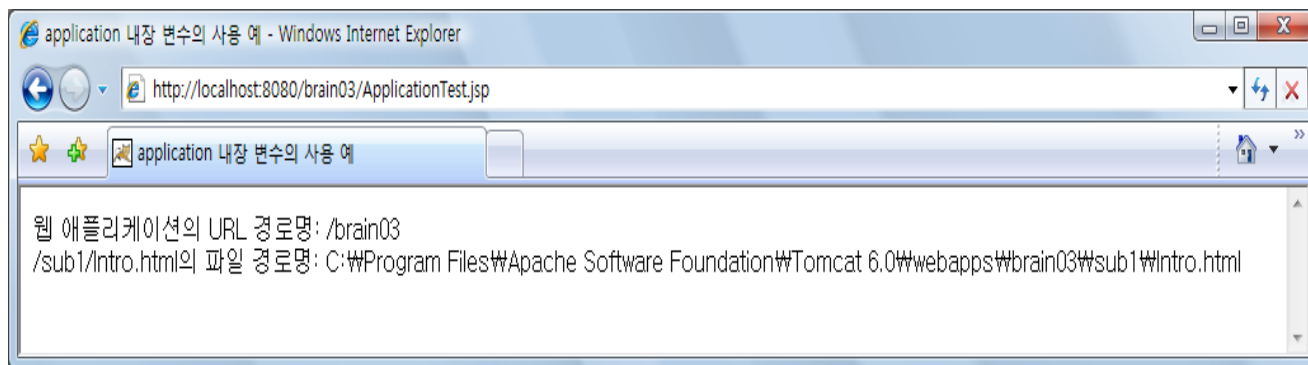 application 내장 변수의 사용 예 - Windows Internet Explorer
http://localhost:8080/brain03/ApplicationTest.jsp
application 내장 변수의 사용 예
웹 애플리케이션의 URL 경로명: /brain03
/sub1/Intro.html의 파일 경로명: C:₩Program Files₩Apache Software Foundation₩Tomcat 6.0₩webapps₩brain03₩sub1₩Intro.html